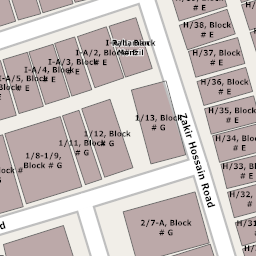 H/38, Block
# E
I-A/2, Block
# E
H/37, Block
# E
I-A/3, Block
# E
I-A/4, Block
# E
H/36, Block
# E
I-A/5, Block
#
H/35, Block
# E
1/13, Block
# G
Zakir Hossain Road
1/12, Block
# G
1/11, Block
# G
H/34, Block
# E
1/8-1/9,
Block # G
H/33, Block
# E
#
H/32,
Block
H/31,
Block #
2/7-A, Block
# G
d
Block
#